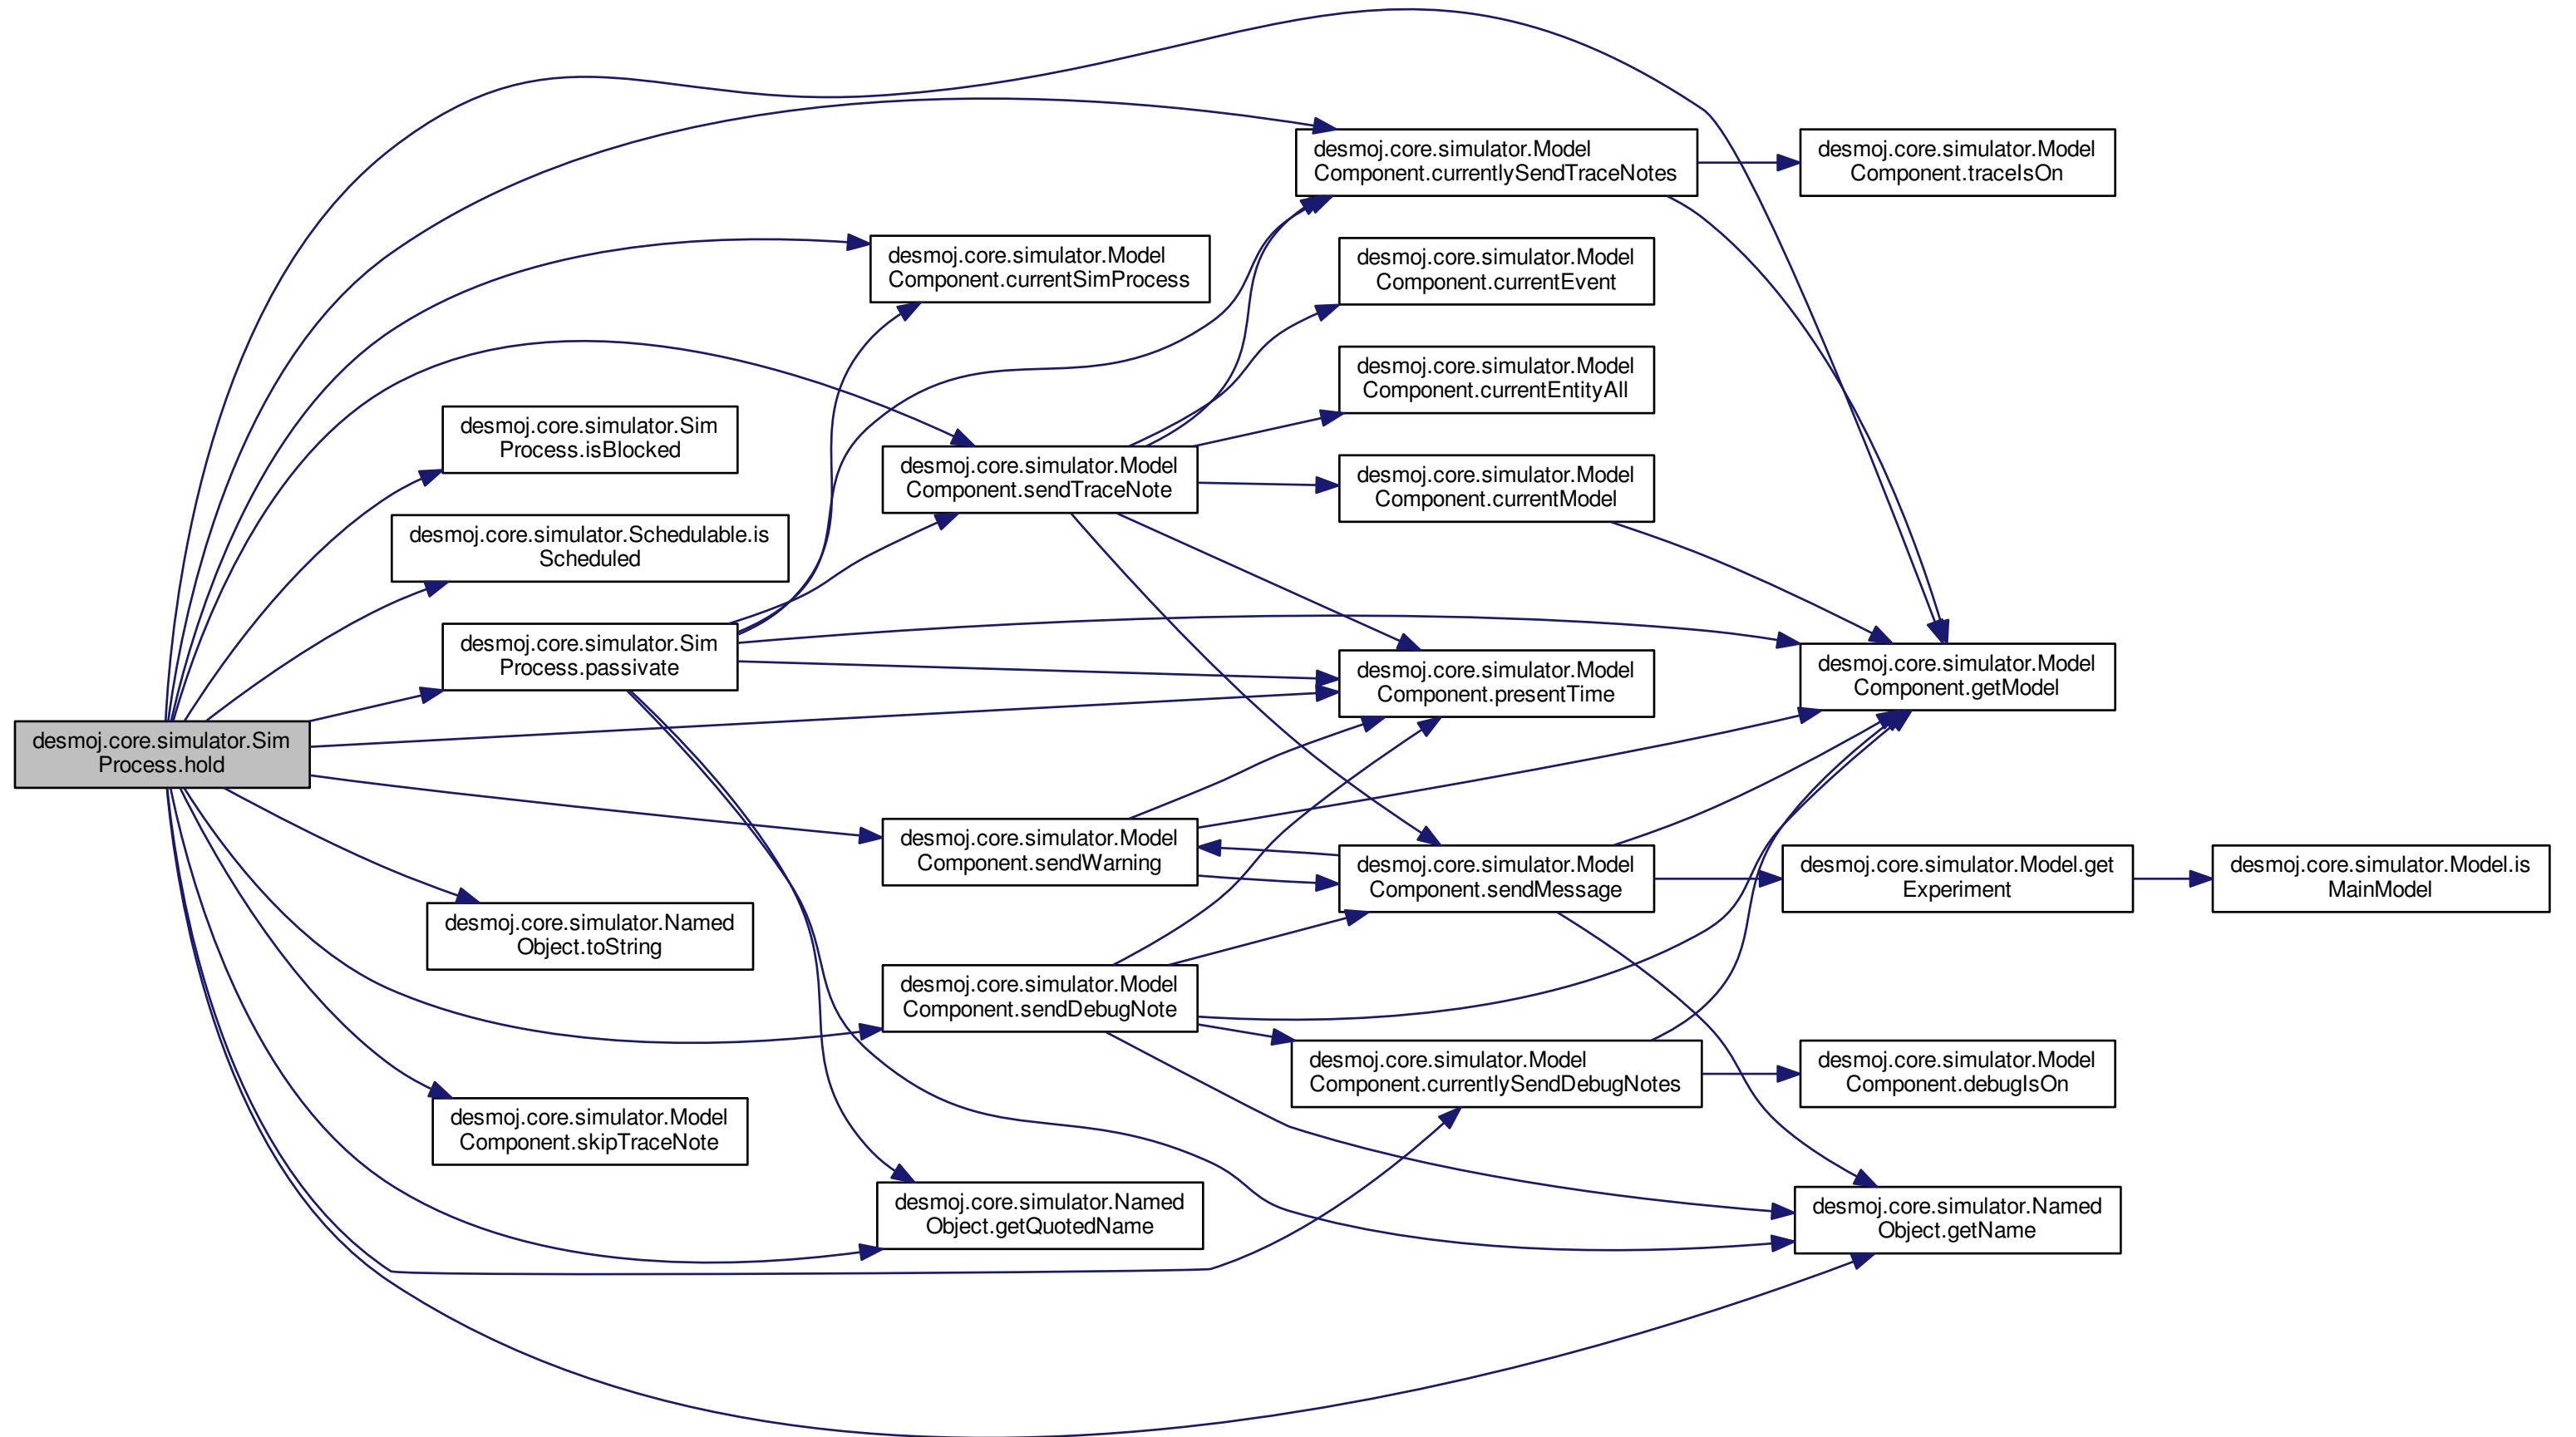 desmoj.core.simulator.Model
Component.currentlySendTraceNotes
desmoj.core.simulator.Model
Component.traceIsOn
desmoj.core.simulator.Model
Component.currentSimProcess
desmoj.core.simulator.Model
Component.currentEvent
desmoj.core.simulator.Model
Component.currentEntityAll
desmoj.core.simulator.Sim
Process.isBlocked
desmoj.core.simulator.Model
Component.sendTraceNote
desmoj.core.simulator.Model
Component.currentModel
desmoj.core.simulator.Schedulable.is
Scheduled
desmoj.core.simulator.Sim
Process.passivate
desmoj.core.simulator.Model
Component.presentTime
desmoj.core.simulator.Model
Component.getModel
desmoj.core.simulator.Sim
Process.hold
desmoj.core.simulator.Model
Component.sendWarning
desmoj.core.simulator.Model
Component.sendMessage
desmoj.core.simulator.Model.get
Experiment
desmoj.core.simulator.Model.is
MainModel
desmoj.core.simulator.Named
Object.toString
desmoj.core.simulator.Model
Component.sendDebugNote
desmoj.core.simulator.Model
Component.currentlySendDebugNotes
desmoj.core.simulator.Model
Component.debugIsOn
desmoj.core.simulator.Model
Component.skipTraceNote
desmoj.core.simulator.Named
Object.getQuotedName
desmoj.core.simulator.Named
Object.getName